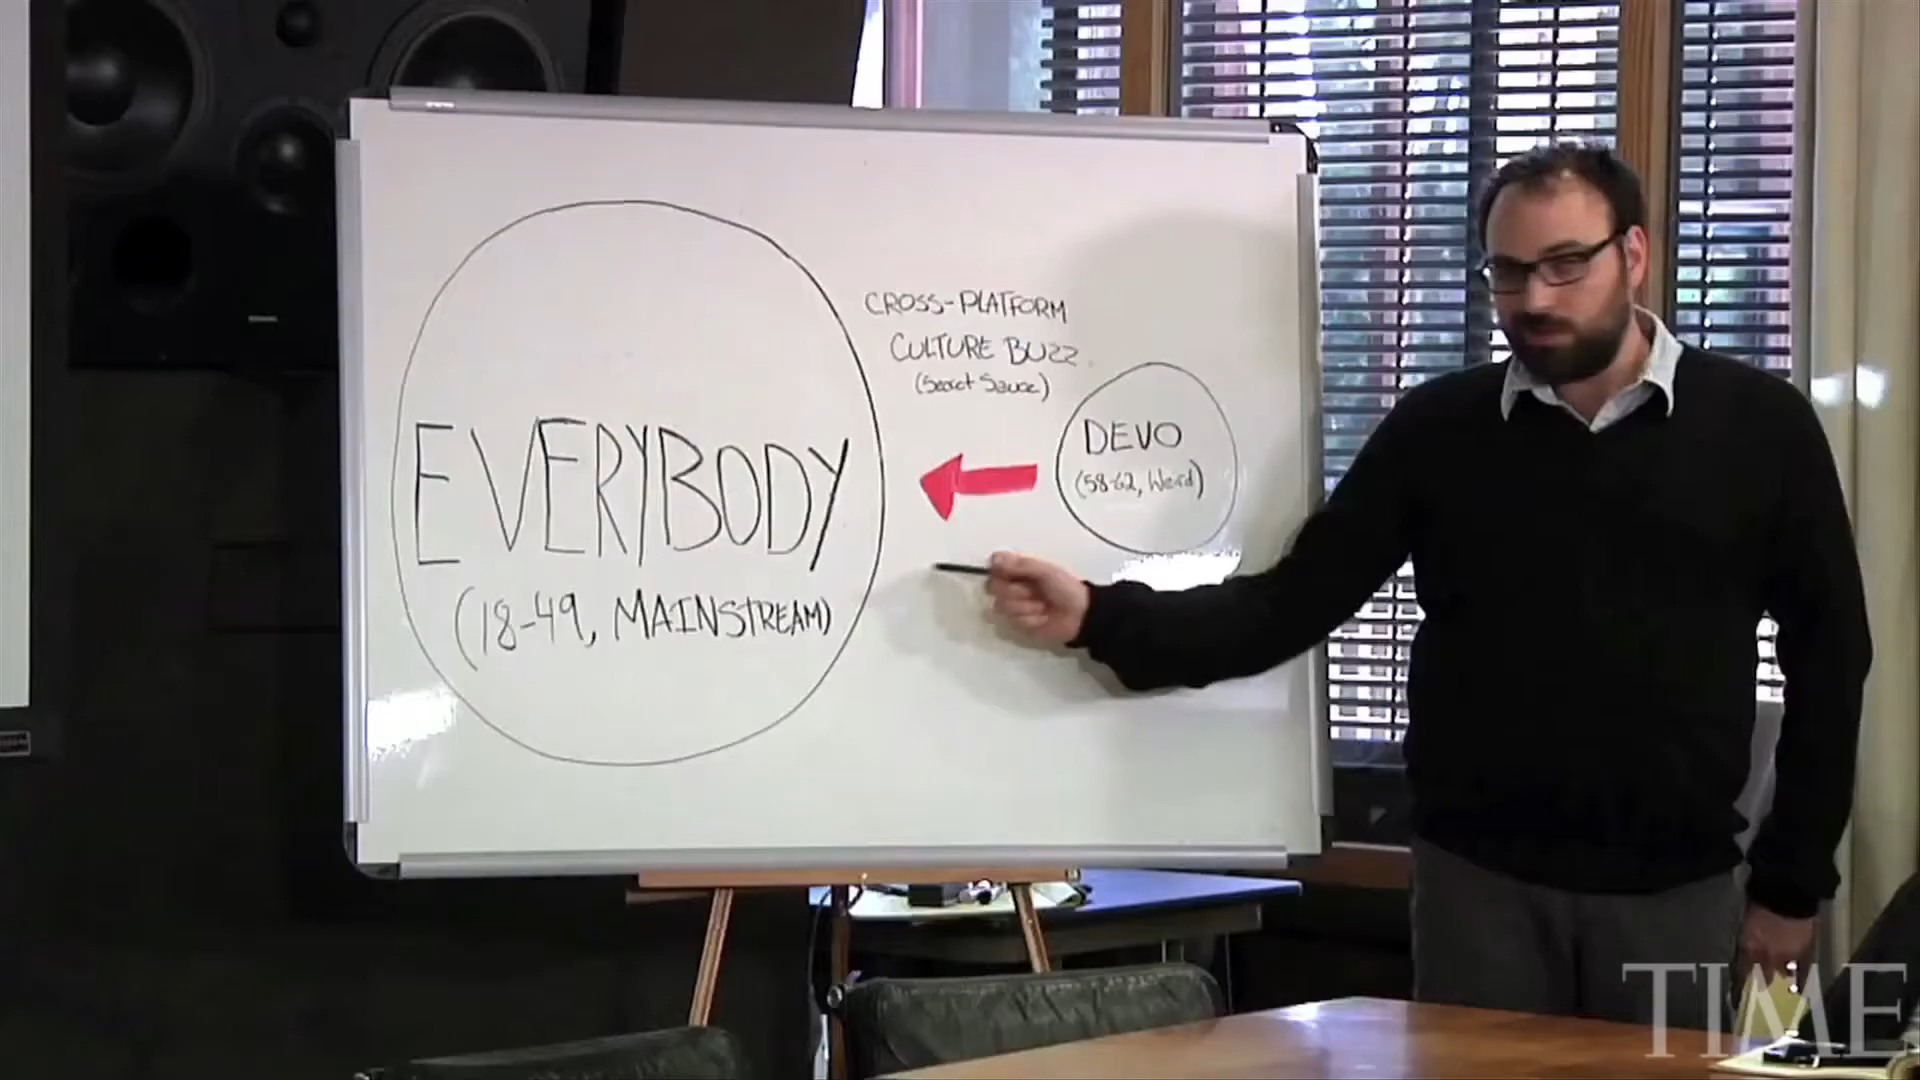 EVERYBODY
(18-49, MAINSTREAM)
CROSS-PLATFORM
CULTURE BUZZ
(Secret Sauce)
DEVO
(58-62, Weird)
TIME